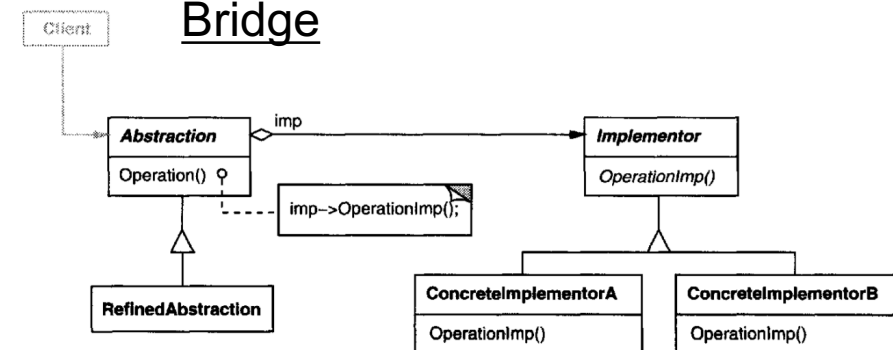 Client
Bridge
imp
Abstraction
Implementor
Operation()
OperationImp()
imp->OperationImp();
RefinedAbstraction
ConcreteImplementorA
ConcreteImplementorB
OperationImp()
OperationImp()